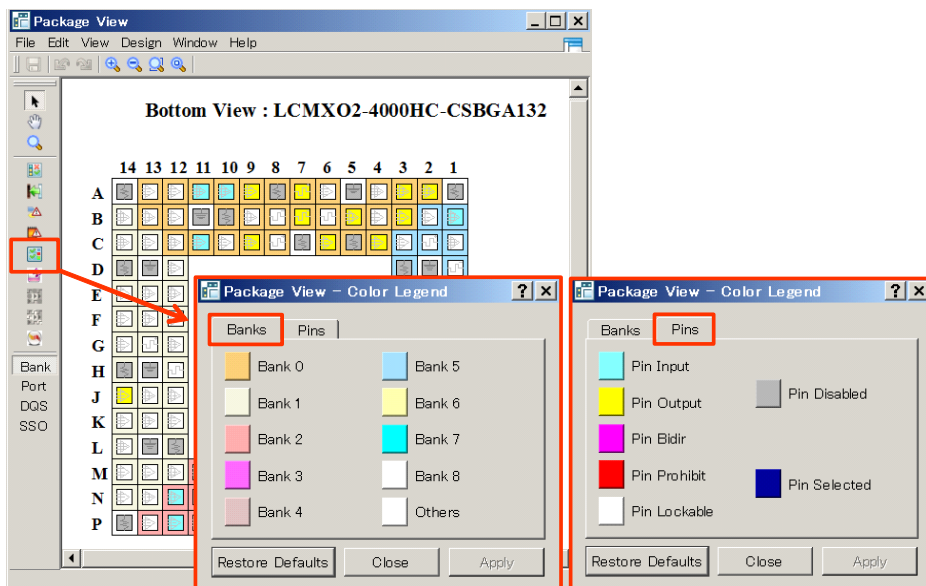 Package View
File Edit View Design Window Help
Bottom View : LCMXO2-4000HC-CSBGA132
14 13 12 11 10 9 8 7 6 5 4 3 2 1
A
B
C
D
E
F
G
H
J
K
L
M
N
P
Bank
Port
DQS
SSO
Package View - Color Legend
Banks Pins
Bank 0 Bank 5
Bank 1 Bank 6
Bank 2 Bank 7
Bank 3 Bank 8
Bank 4 Others
Restore Defaults Close Apply
Package View - Color Legend
Banks Pins
Pin Input
Pin Output
Pin Disabled
Pin Bidir
Pin Prohibit
Pin Selected
Pin Lockable
Restore Defaults Close Apply